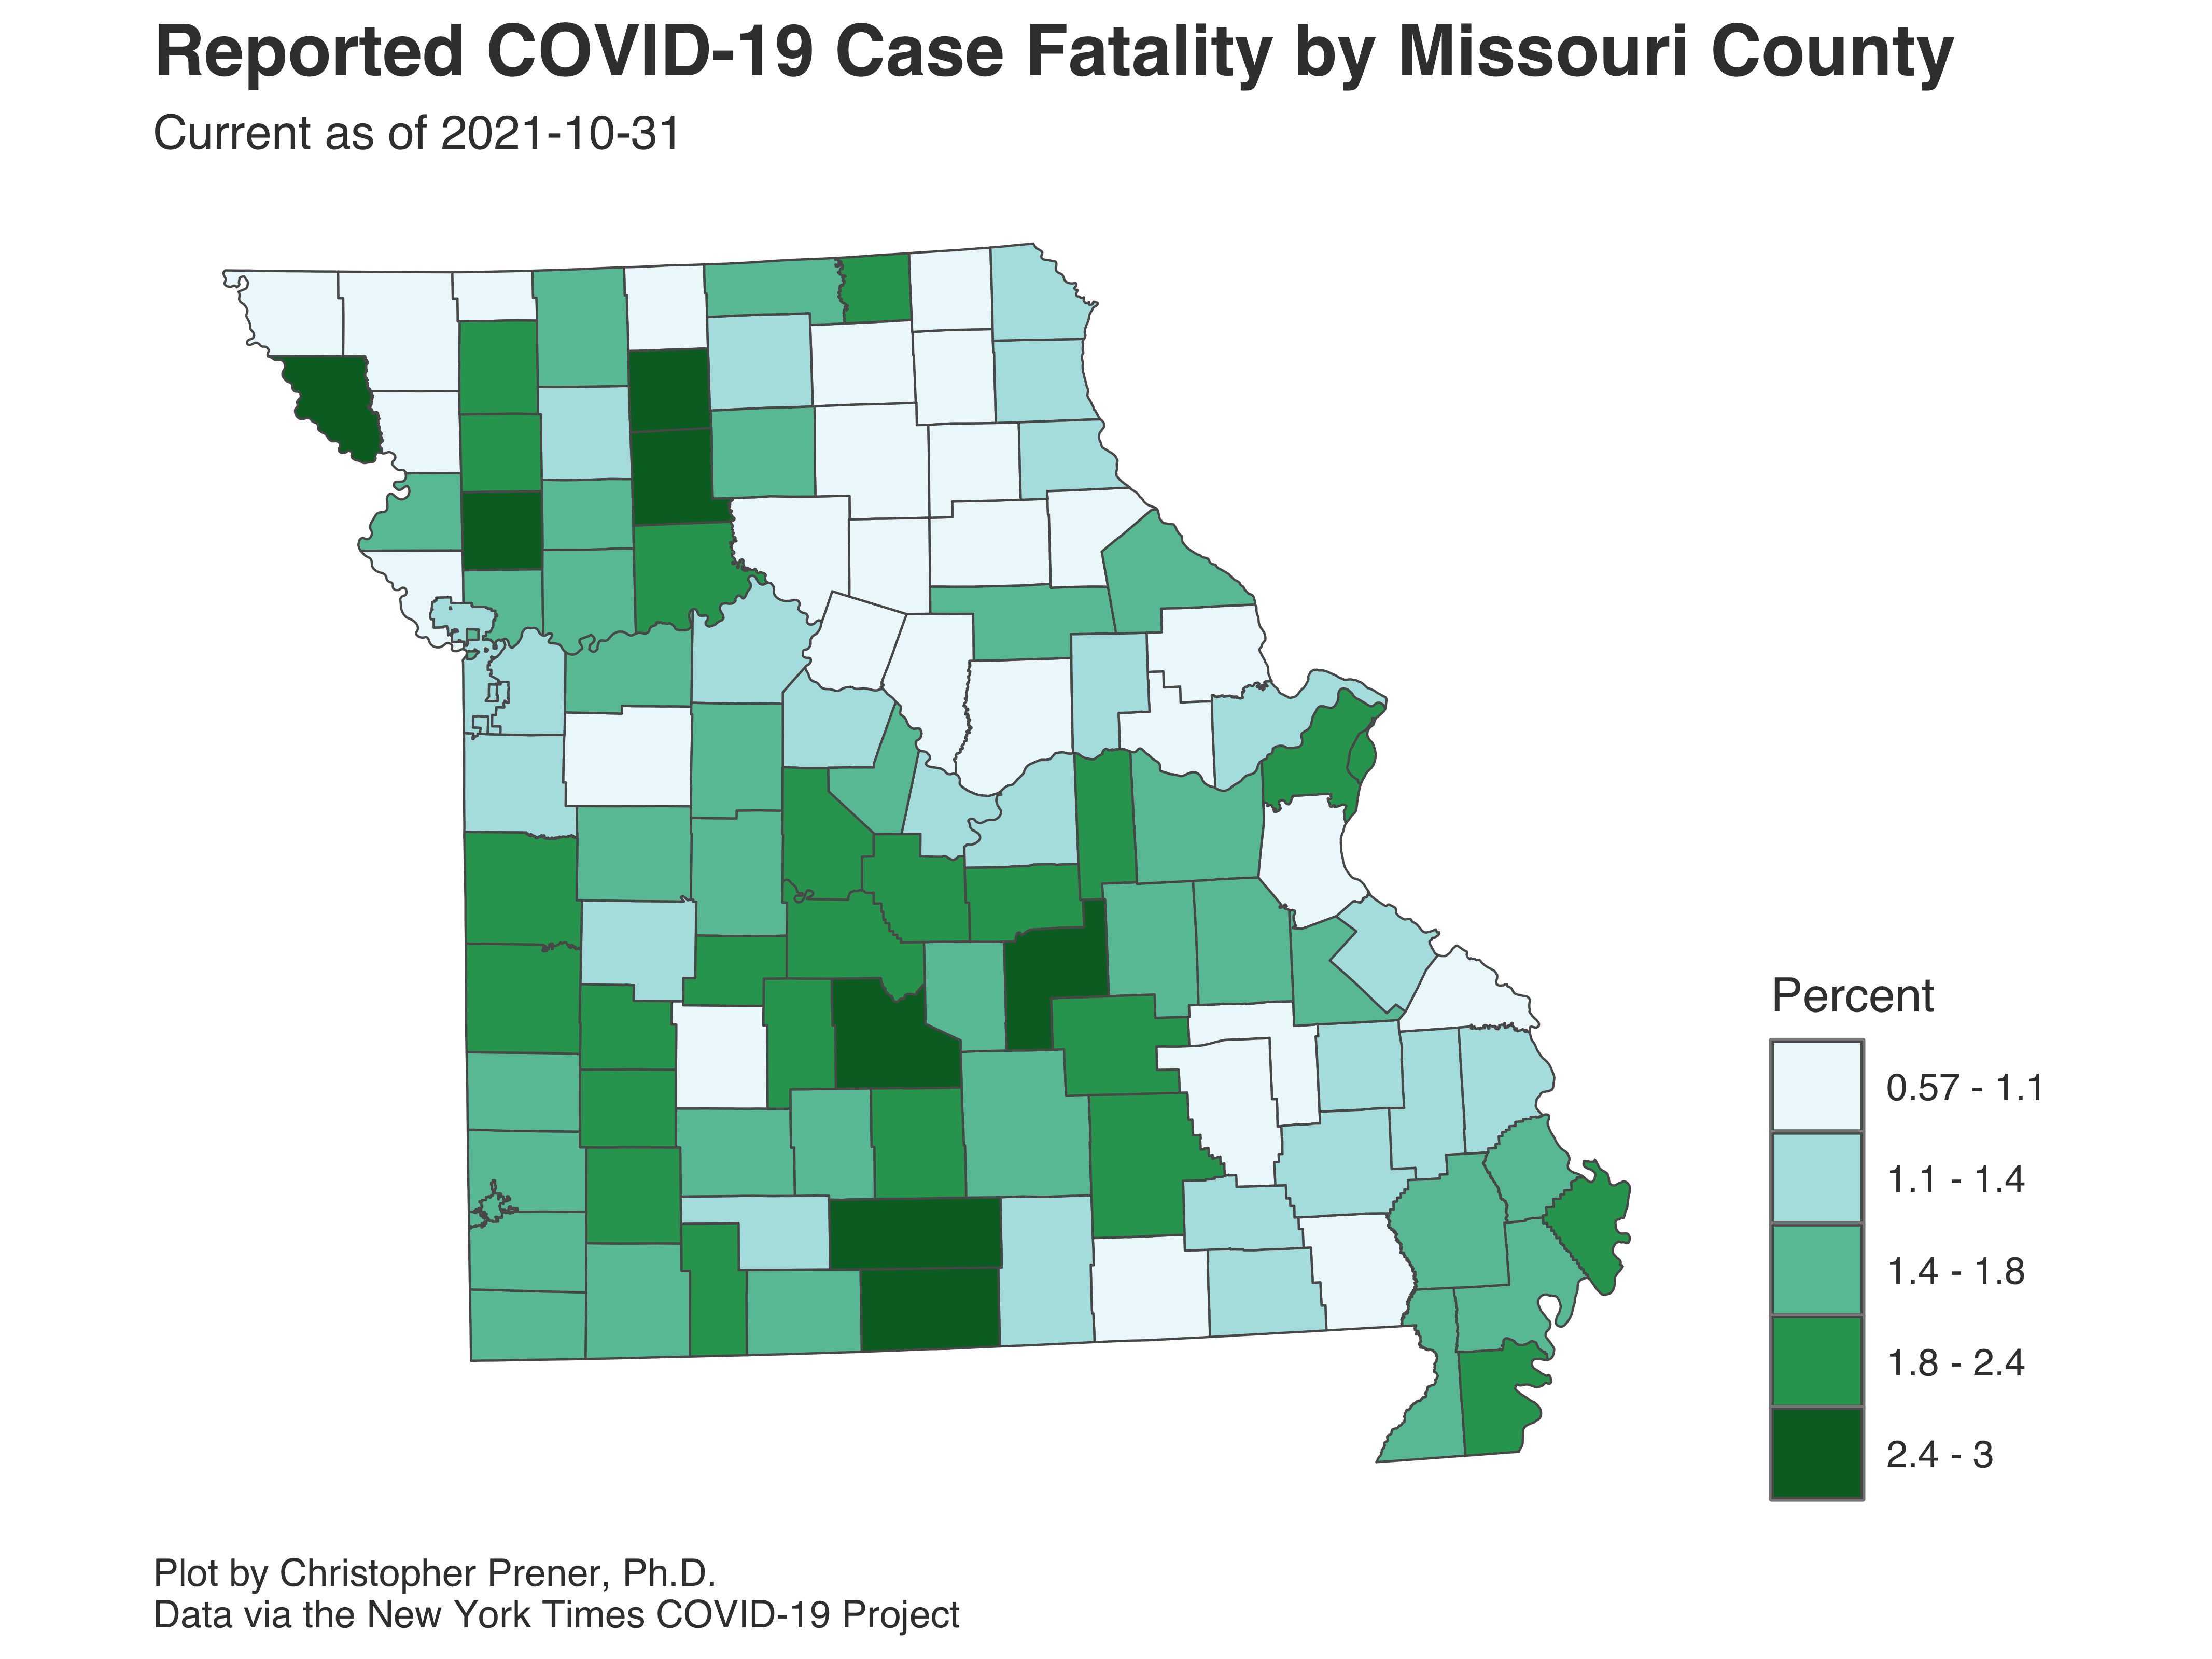 Reported COVID-19 Case Fatality by Missouri County
Current as of 2021-10-31
Percent
0.57 - 1.1
1.1 - 1.4
1.4 - 1.8
1.8 - 2.4
2.4 - 3
Plot by Christopher Prener, Ph.D.
Data via the New York Times COVID-19 Project